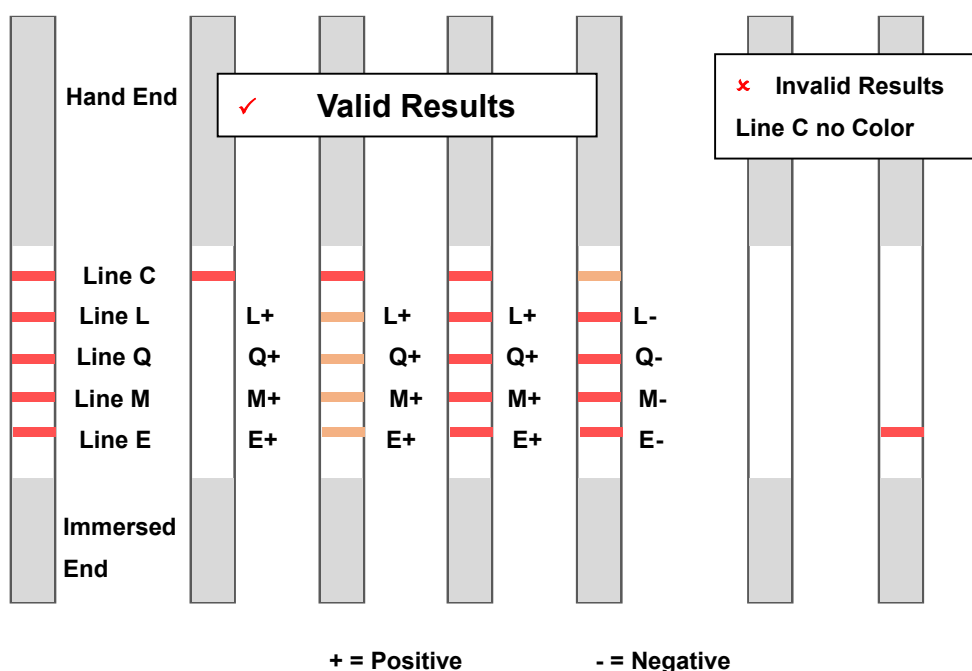 Hand End
✓ Valid Results
✗ Invalid Results
Line C no Color
Line C
Line L L+ L+ L+ L-
Line Q Q+ Q+ Q+ Q-
Line M M+ M+ M+ M-
Line E E+ E+ E+ E-
Immersed
End
+ = Positive - = Negative